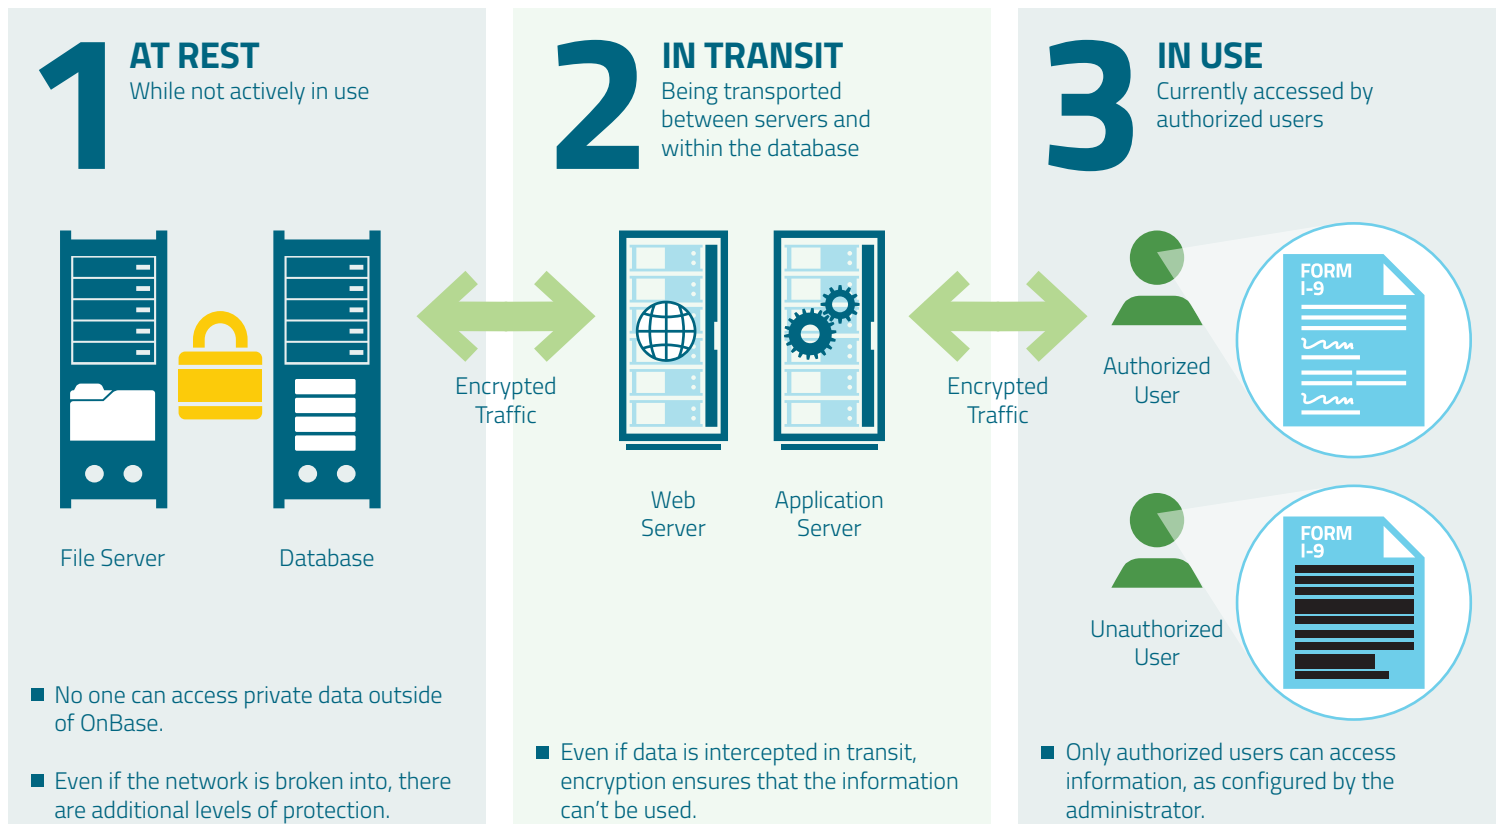 1
AT REST
While not actively in use
File Server
Database
No one can access private data outside
of OnBase.
Even if the network is broken into, there
are additional levels of protection.
Encrypted
Traffic
2
IN TRANSIT
Being transported
between servers and
within the database
Web
Server
Application
Server
Even if data is intercepted in transit,
encryption ensures that the information
can't be used.
Encrypted
Traffic
3
IN USE
Currently accessed by
authorized users
Authorized
User
FORM
I-9
Unauthorized
User
FORM
I-9
Only authorized users can access
information, as configured by the
administrator.